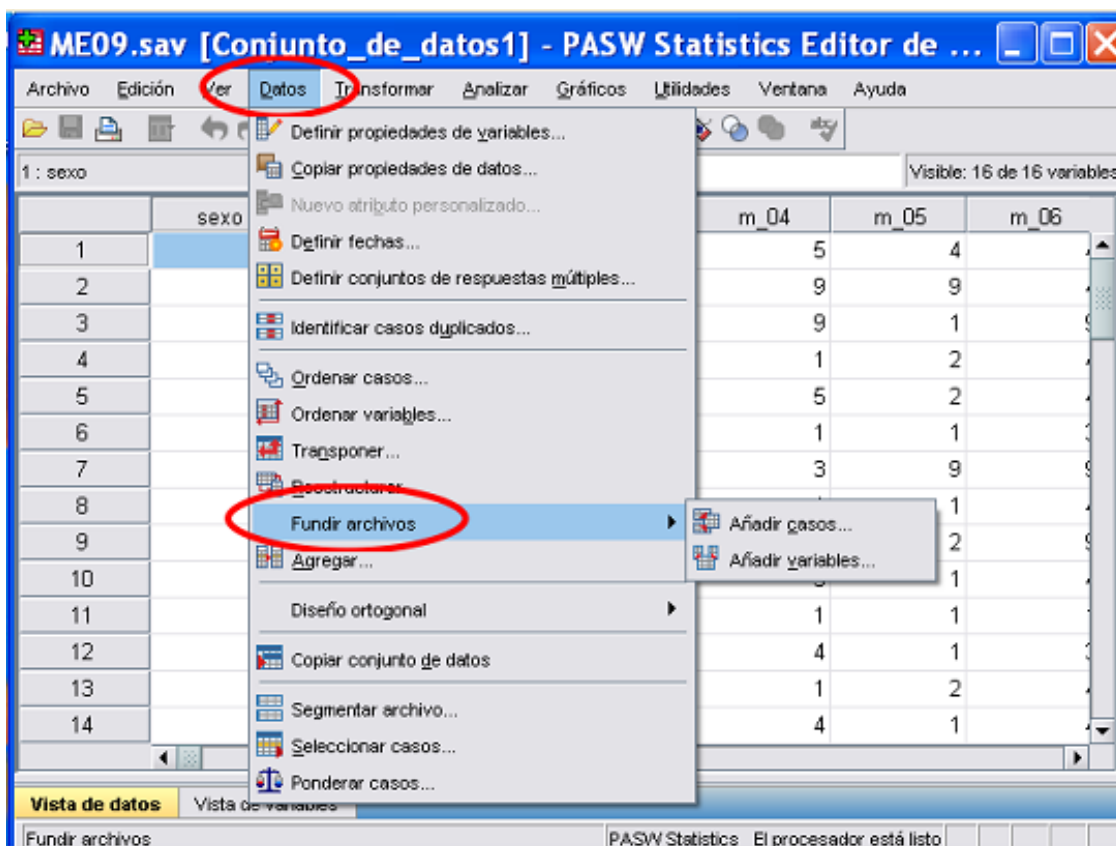 ME09.sav [Conjunto_de_datos1] - PASW Statistics Editor de ...
Archivo Edición Ver Datos Transformar Analizar Gráficos Utilidades Ventana Ayuda
1 : sexo Visible: 16 de 16 variables
sexo m_04 m_05 m_06
1 5 4
2 9 9
3 9 1
4 1 2
5 5 2
6 1 1
7 3 9
8 1
9 2
10 1
11 1 1
12 4 1
13 1 2
14 4 1
Definir propiedades de variables...
Copiar propiedades de datos...
Nuevo atributo personalizado...
Definir fechas...
Definir conjuntos de respuestas múltiples...
Identificar casos duplicados...
Ordenar casos...
Ordenar variables...
Transponer...
Reestructurar...
Fundir archivos
Añadir casos...
Añadir variables...
Agregar...
Diseño ortogonal
Copiar conjunto de datos
Segmentar archivo...
Seleccionar casos...
Ponderar casos...
Vista de datos Vista de variables
Fundir archivos PASW Statistics El procesador está listo